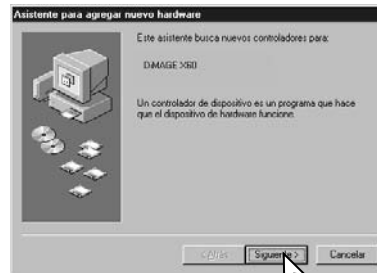 Asistente para agregar nuevo hardware
Este asistente busca nuevos controladores para:
DiMAGE X60
Un controlador de dispositivo es un programa que hace
que el dispositivo de hardware funcione.
< Atrás
Siguiente >
Cancelar